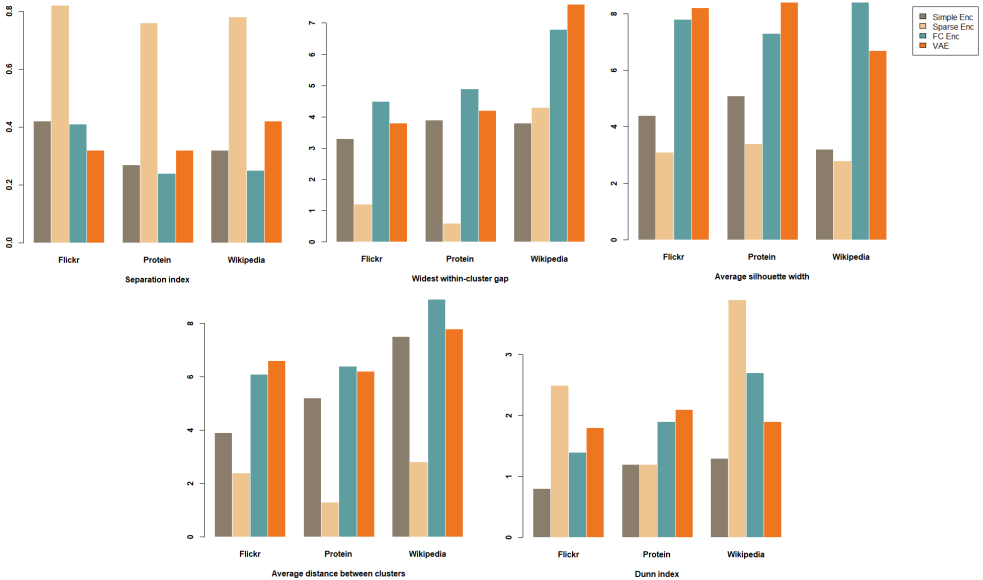 0.0
0.2
0.4
0.6
0.8
Flickr
Protein
Wikipedia
Separation index
0
1
2
3
4
5
6
7
Flickr
Protein
Wikipedia
Widest within-cluster gap
0
2
4
6
8
Flickr
Protein
Wikipedia
Average silhouette width
Simple Enc
Sparse Enc
FC Enc
VAE
0
2
4
6
8
Flickr
Protein
Wikipedia
Average distance between clusters
0
1
2
3
Flickr
Protein
Wikipedia
Dunn index